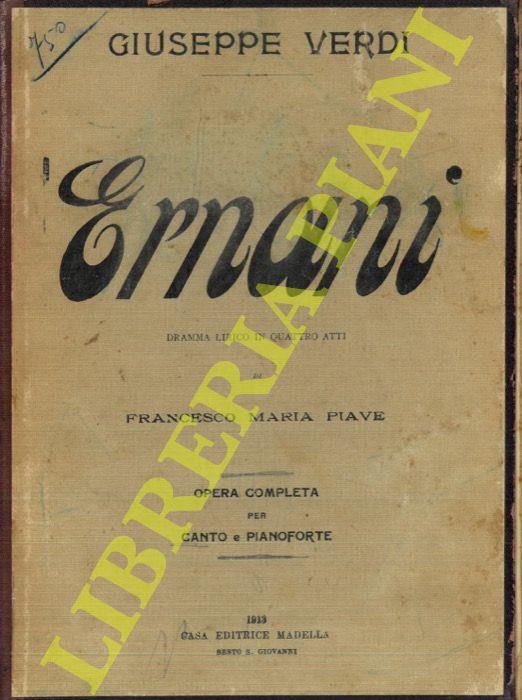 750
GIUSEPPE VERDI
Ernani
DRAMMA LIRICO IN QUATTRO ATTI
DI
FRANCESCO MARIA PIAVE
OPERA COMPLETA
PER
CANTO e PIANOFORTE
1913
CASA EDITRICE MADELLA
SESTO S. GIOVANNI
LIBRERIA PIANI